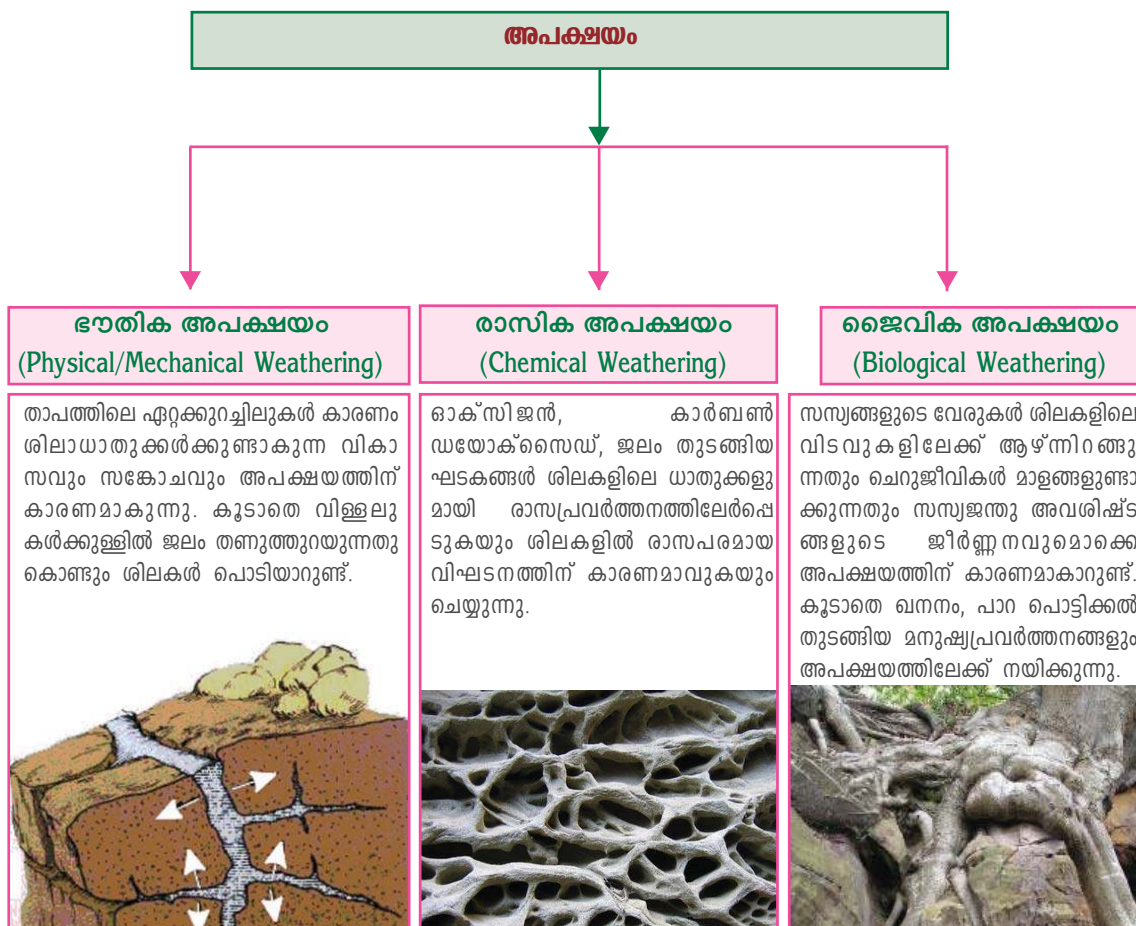 അപക്ഷയം
ഭൗതിക അപക്ഷയം
(Physical/Mechanical Weathering)
താപത്തിലെ ഏറ്റക്കുറച്ചിലുകൾ കാരണം
ശിലാധാതുക്കൾക്കുണ്ടാകുന്ന വികാ
സവും സങ്കോചവും അപക്ഷയത്തിന്
കാരണമാകുന്നു. കൂടാതെ വിള്ളലു
കൾക്കുള്ളിൽ ജലം തണുത്തുറയുന്നതു
കൊണ്ടും ശിലകൾ പൊടിയാറുണ്ട്.
രാസിക അപക്ഷയം
(Chemical Weathering)
ഓക്സിജൻ, കാർബൺ
ഡയോക്സൈഡ്, ജലം തുടങ്ങിയ
ഘടകങ്ങൾ ശിലകളിലെ ധാതുക്കളു
മായി രാസപ്രവർത്തനത്തിലേർപ്പെ
ടുകയും ശിലകളിൽ രാസപരമായ
വിഘടനത്തിന് കാരണമാവുകയും
ചെയ്യുന്നു.
ജൈവിക അപക്ഷയം
(Biological Weathering)
സസ്യങ്ങളുടെ വേരുകൾ ശിലകളിലെ
വിടവുകളിലേക്ക് ആഴ്ന്നിറങ്ങു
ന്നതും ചെറുജീവികൾ മാളങ്ങളുണ്ടാ
ക്കുന്നതും സസ്യജന്തു അവശിഷ്ട
ങ്ങളുടെ ജീർണ്ണനവുമൊക്കെ
അപക്ഷയത്തിന് കാരണമാകാറുണ്ട്.
കൂടാതെ ഖനനം, പാറ പൊട്ടിക്കൽ
തുടങ്ങിയ മനുഷ്യപ്രവർത്തനങ്ങളും
അപക്ഷയത്തിലേക്ക് നയിക്കുന്നു.